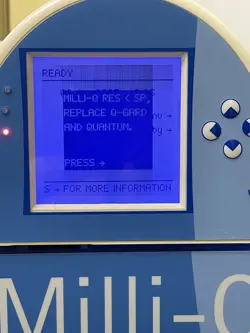 READY
MILLI-Q RES < SP,
REPLACE Q-GARD
AND QUANTUM.
PRESS →
S → FOR MORE INFORMATION
Milli-Q